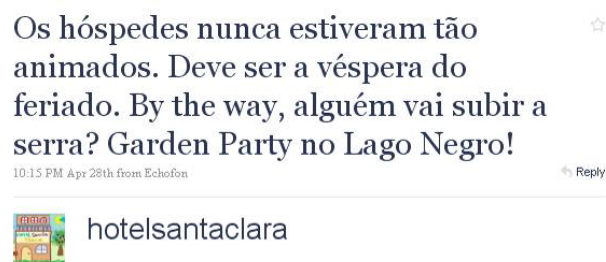 Os hóspedes nunca estiveram tão
animados. Deve ser a véspera do
feriado. By the way, alguém vai subir a
serra? Garden Party no Lago Negro!
10:15 PM Apr 28th from Echofon
Reply
hotelsantaclara